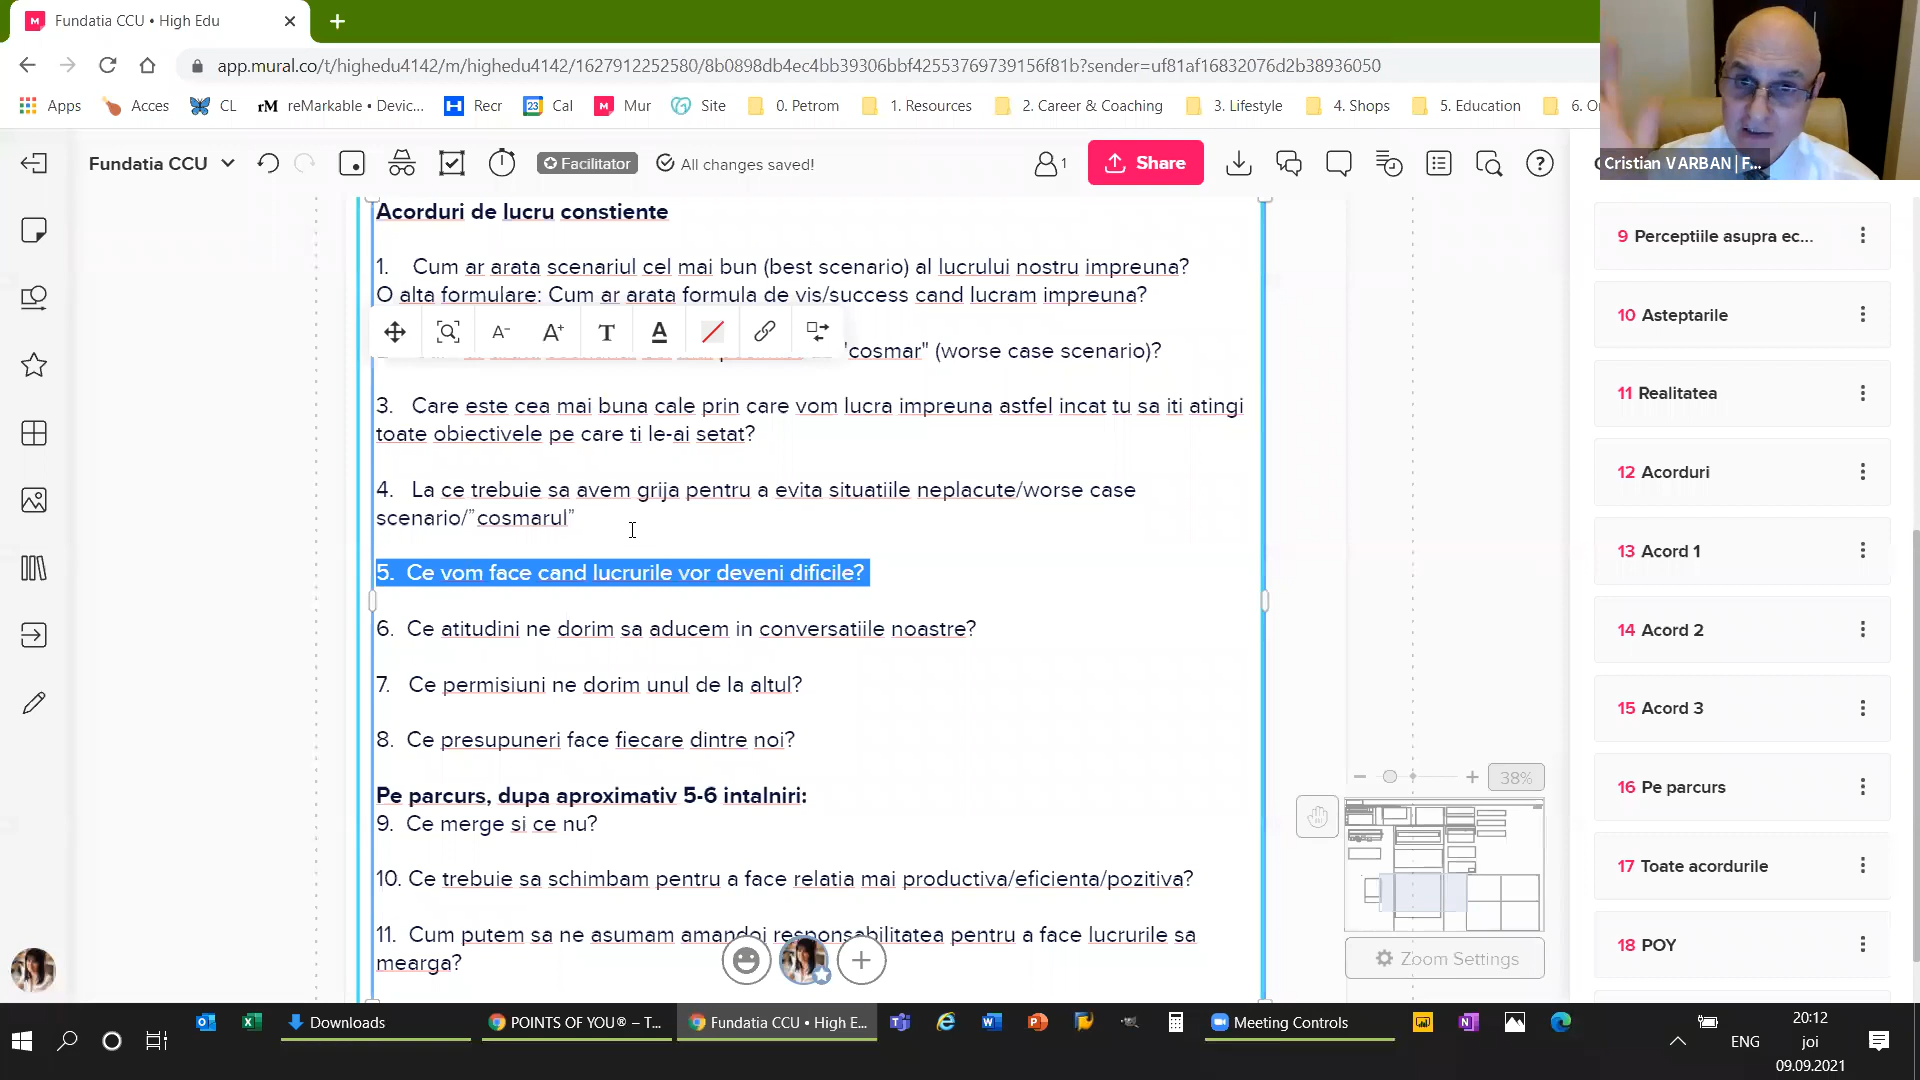 Fundatia CCU • High Edu
app.mural.co/t/highedu4142/m/highedu4142/1627912252580/8b0898db4ec4bb39306bbf42553769739156f81b?sender=uf81af16832076d2b38936050
Apps Acces CL reMarkable • Devic... Recr Cal Mur Site 0. Petrom 1. Resources 2. Career & Coaching 3. Lifestyle 4. Shops 5. Education 6. O
Cristian VARBAN | F...
Fundatia CCU Facilitator All changes saved! 1 Share
Acorduri de lucru constiente
1. Cum ar arata scenariul cel mai bun (best scenario) al lucrului nostru impreuna?
O alta formulare: Cum ar arata formula de vis/success cand lucram impreuna?
"cosmar" (worse case scenario)?
3. Care este cea mai buna cale prin care vom lucra impreuna astfel incat tu sa iti atingi
toate obiectivele pe care ti le-ai setat?
4. La ce trebuie sa avem grija pentru a evita situatiile neplacute/worse case
scenario/"cosmarul"
5. Ce vom face cand lucrurile vor deveni dificile?
6. Ce atitudini ne dorim sa aducem in conversatiile noastre?
7. Ce permisiuni ne dorim unul de la altul?
8. Ce presupuneri face fiecare dintre noi?
Pe parcurs, dupa aproximativ 5-6 intalniri:
9. Ce merge si ce nu?
10. Ce trebuie sa schimbam pentru a face relatia mai productiva/eficienta/pozitiva?
11. Cum putem sa ne asumam amandoi responsabilitatea pentru a face lucrurile sa
mearga?
9 Perceptiile asupra ec...
10 Asteptarile
11 Realitatea
12 Acorduri
13 Acord 1
14 Acord 2
15 Acord 3
16 Pe parcurs
17 Toate acordurile
18 POY
38%
Zoom Settings
Downloads
POINTS OF YOU® – T...
Fundatia CCU • High E...
Meeting Controls
ENG
20:12
joi
09.09.2021